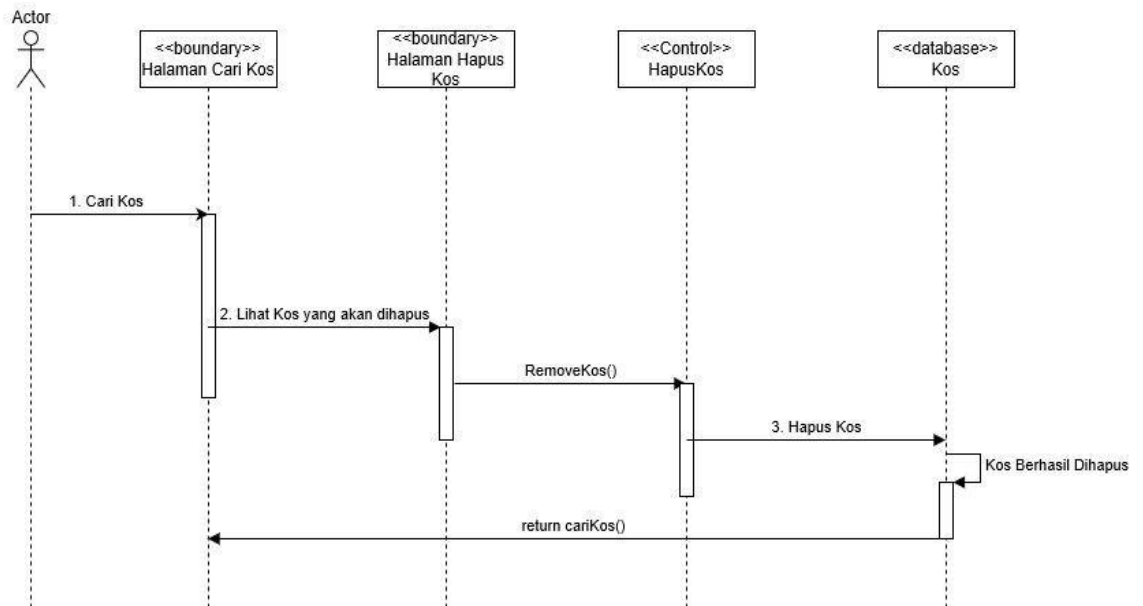 Actor
<<boundary>>
Halaman Cari Kos
<<boundary>>
Halaman Hapus
Kos
<<Control>>
HapusKos
<<database>>
Kos
1. Cari Kos
2. Lihat Kos yang akan dihapus
RemoveKos()
3. Hapus Kos
Kos Berhasil Dihapus
return cariKos()